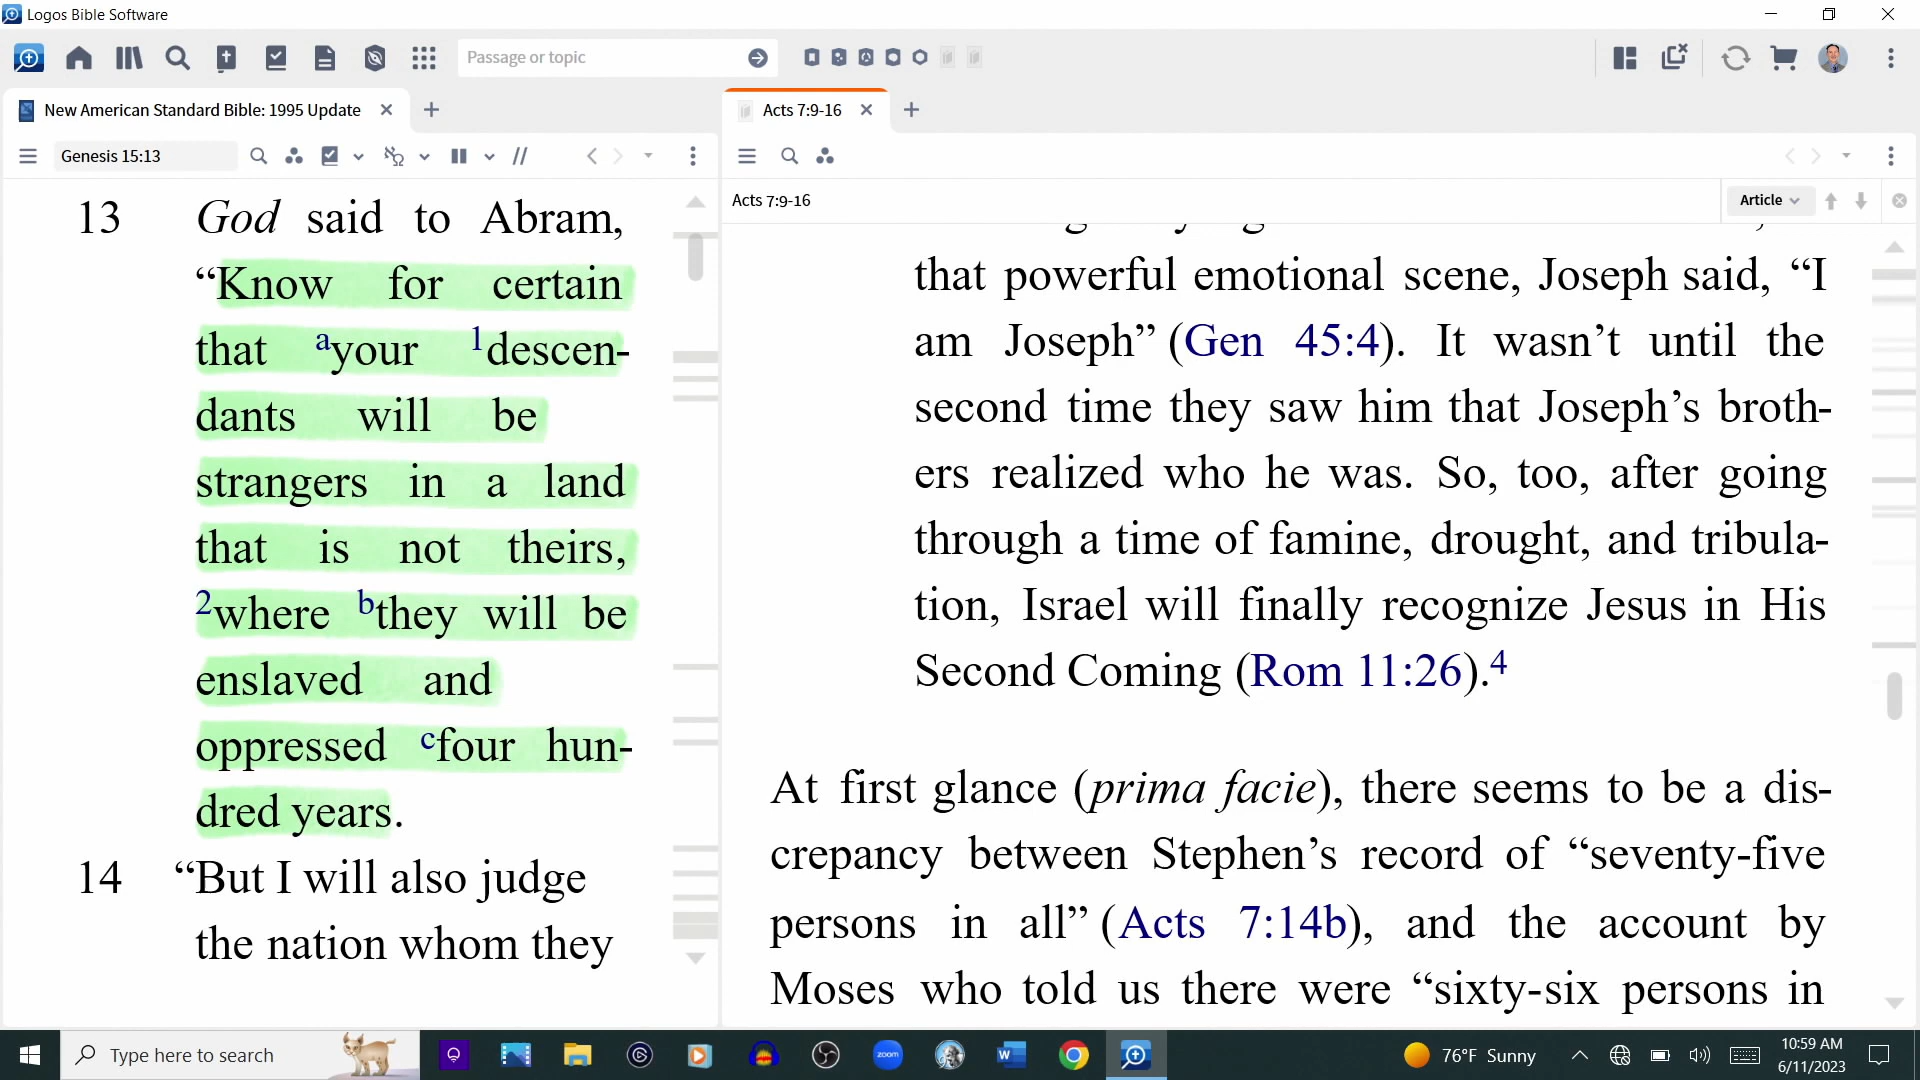 Logos Bible Software
Passage or topic
New American Standard Bible: 1995 Update
Acts 7:9-16
Genesis 15:13
Acts 7:9-16
Article
13 God said to Abram,
“Know for certain
that ayour 1descen-
dants will be
strangers in a land
that is not theirs,
2where bthey will be
enslaved and
oppressed cfour hun-
dred years.
14 “But I will also judge
the nation whom they
that powerful emotional scene, Joseph said, “I
am Joseph” (Gen 45:4). It wasn’t until the
second time they saw him that Joseph’s broth-
ers realized who he was. So, too, after going
through a time of famine, drought, and tribula-
tion, Israel will finally recognize Jesus in His
Second Coming (Rom 11:26).4
At first glance (prima facie), there seems to be a dis-
crepancy between Stephen’s record of “seventy-five
persons in all” (Acts 7:14b), and the account by
Moses who told us there were “sixty-six persons in
Type here to search
zoom
W
76°F Sunny
10:59 AM
6/11/2023